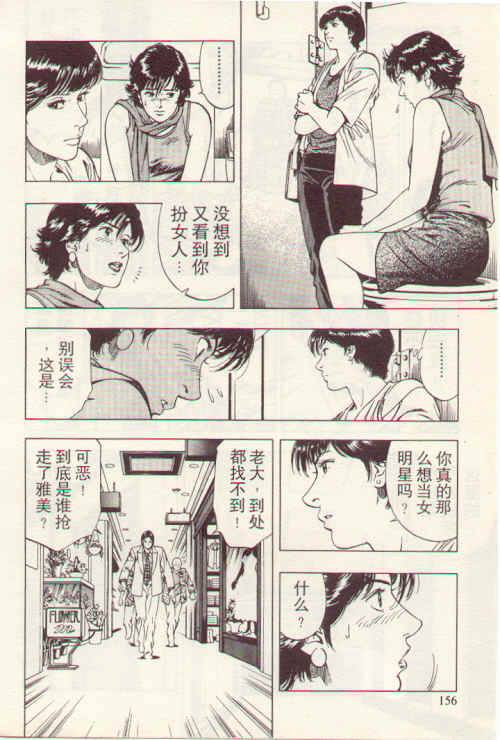 …………
没想到
又看到你
扮女人…
…………
别误会
，这是…
你真的那
么想当女
明星吗？
什么？
老大，到处
都找不到！
可恶！
到底是谁抢
走了雅美？
FLOWER
156